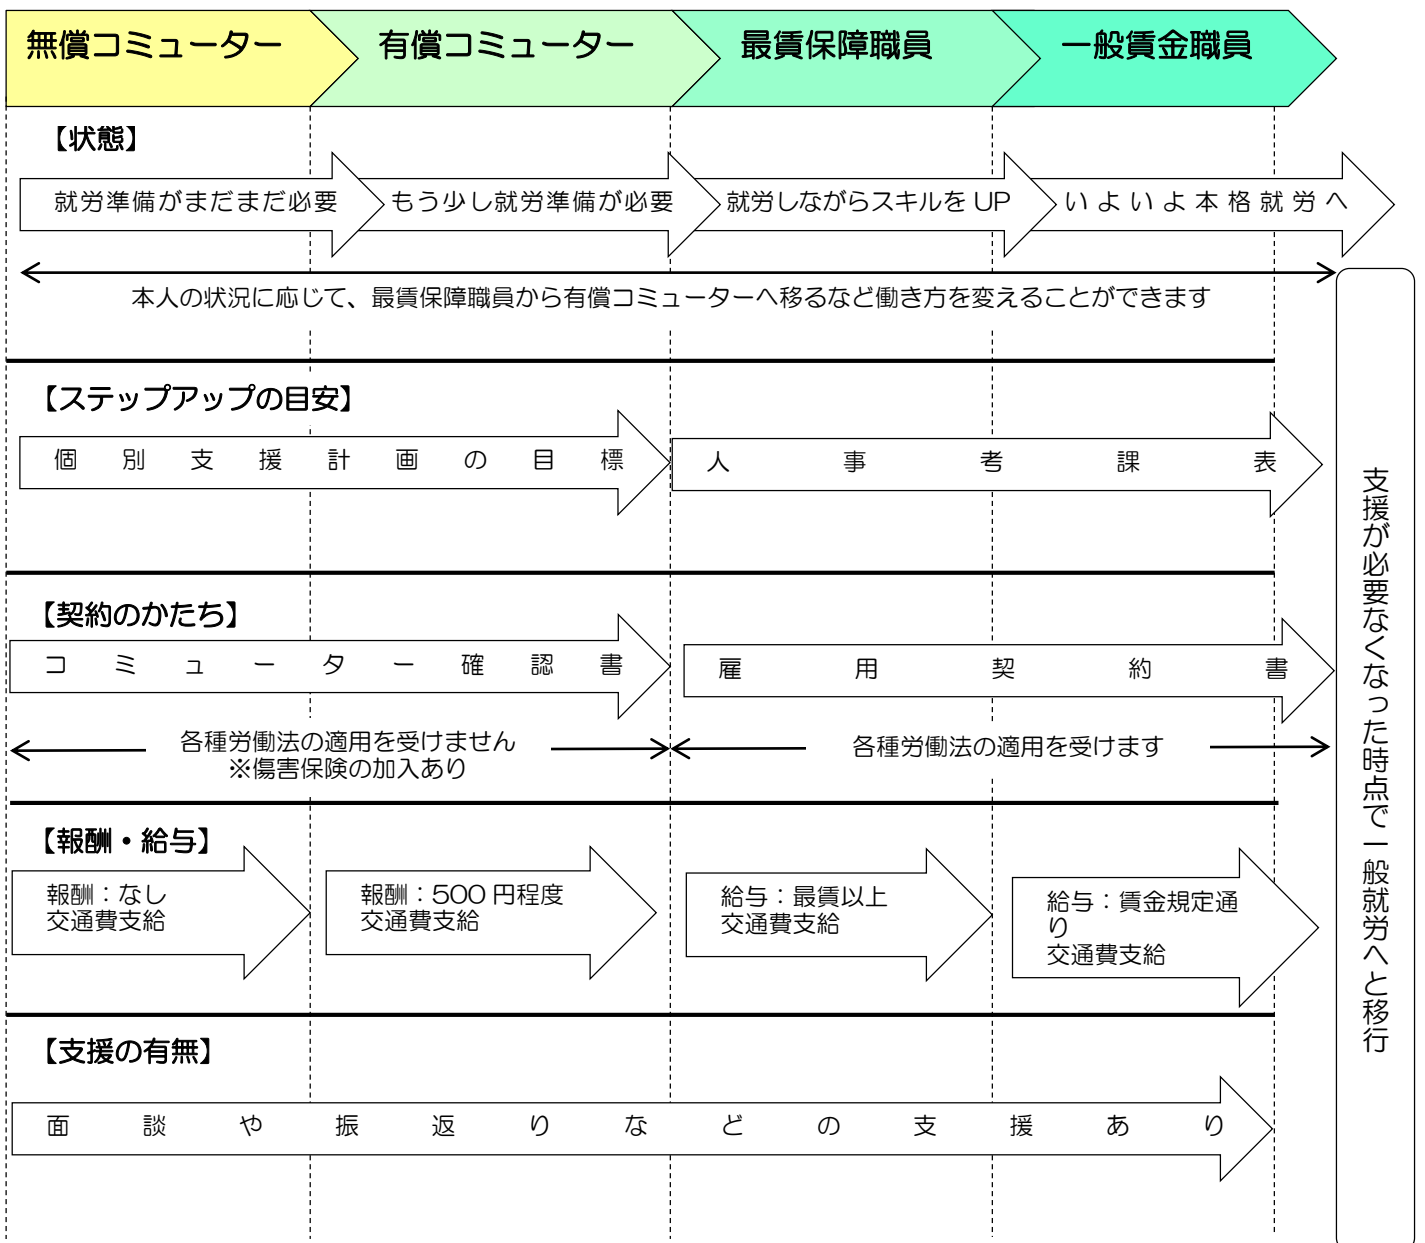 無償コミューター
有償コミューター
最賃保障職員
一般賃金職員
【状態】
就労準備がまだまだ必要
もう少し就労準備が必要
就労しながらスキルをUP
いよいよ本格就労へ
本人の状況に応じて、最賃保障職員から有償コミューターへ移るなど働き方を変えることができます
【ステップアップの目安】
個別支援計画の目標
人事考課表
【契約のかたち】
コミューター確認書
雇用契約書
各種労働法の適用を受けません
※傷害保険の加入あり
各種労働法の適用を受けます
【報酬・給与】
報酬：なし
交通費支給
報酬：500円程度
交通費支給
給与：最賃以上
交通費支給
給与：賃金規定通
り
交通費支給
【支援の有無】
面談や振返りなどの支援あり
支援が必要なくなった時点で一般就労へと移行